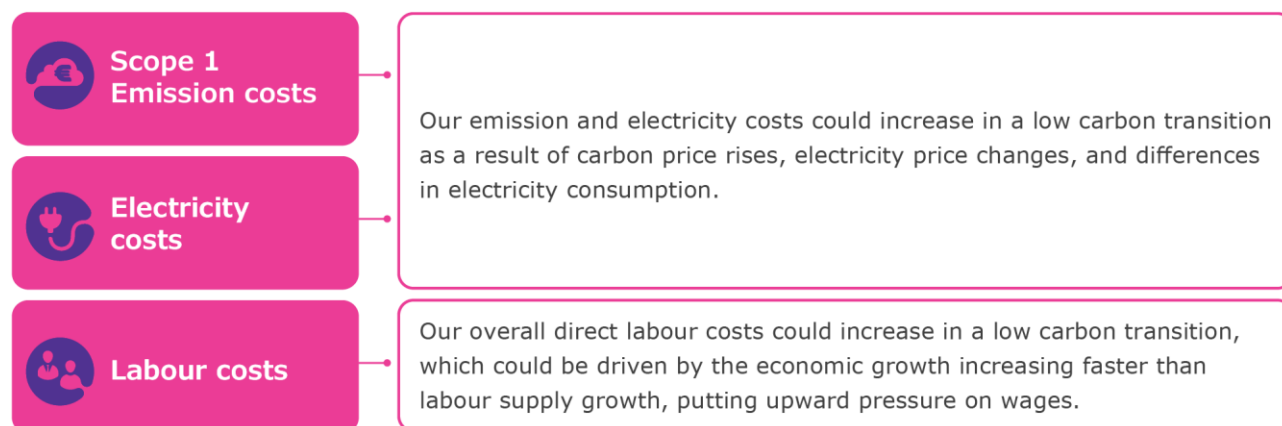 Scope 1
Emission costs
Our emission and electricity costs could increase in a low carbon transition
as a result of carbon price rises, electricity price changes, and differences
in electricity consumption.
Electricity
costs
Labour costs
Our overall direct labour costs could increase in a low carbon transition,
which could be driven by the economic growth increasing faster than
labour supply growth, putting upward pressure on wages.